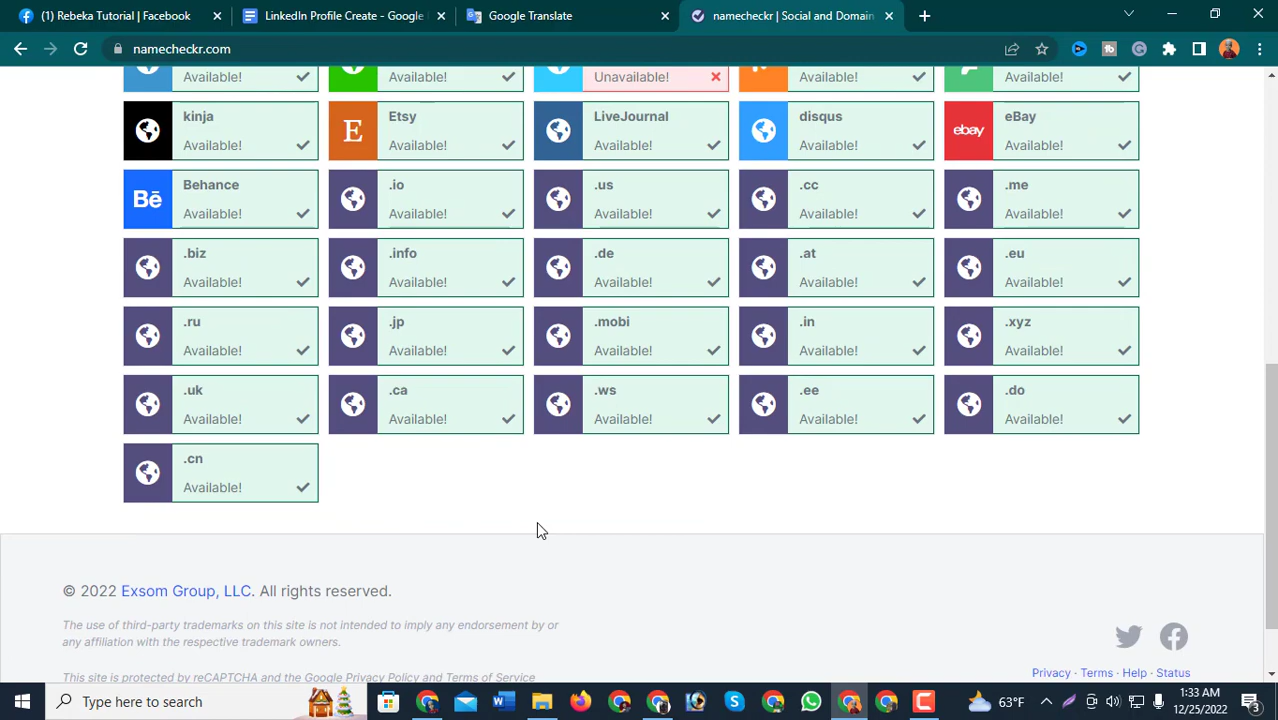 (1) Rebeka Tutorial | Facebook
LinkedIn Profile Create - Google
Google Translate
namecheckr | Social and Domain
namecheckr.com
Available!
Available!
Unavailable!
Available!
Available!
kinja
Available!
E
Etsy
Available!
LiveJournal
Available!
disqus
Available!
ebay
eBay
Available!
Bē
Behance
Available!
.io
Available!
.us
Available!
.cc
Available!
.me
Available!
.biz
Available!
.info
Available!
.de
Available!
.at
Available!
.eu
Available!
.ru
Available!
.jp
Available!
.mobi
Available!
.in
Available!
.xyz
Available!
.uk
Available!
.ca
Available!
.ws
Available!
.ee
Available!
.do
Available!
.cn
Available!
© 2022 Exsom Group, LLC. All rights reserved.
The use of third-party trademarks on this site is not intended to imply any endorsement by or
any affiliation with the respective trademark owners.
This site is protected by reCAPTCHA and the Google Privacy Policy and Terms of Service
Privacy · Terms · Help · Status
Type here to search
63°F
1:33 AM
12/25/2022
3